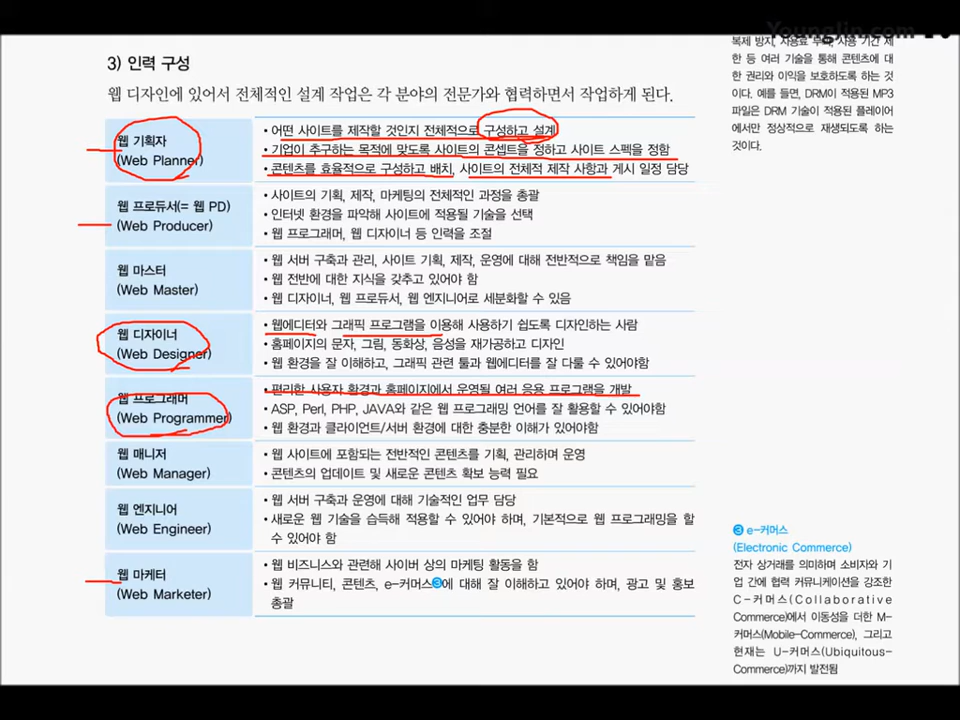 Younglin.com
복제 방지, 사용료 부과, 사용 기간 제
한 등 여러 기술을 통해 콘텐츠에 대
한 권리와 이익을 보호하도록 하는 것
이다. 예를 들면, DRM이 적용된 MP3
파일은 DRM 기술이 적용된 플레이어
에서만 정상적으로 재생되도록 하는
것이다.
3) 인력 구성
웹 디자인에 있어서 전체적인 설계 작업은 각 분야의 전문가와 협력하면서 작업하게 된다.
웹 기획자
(Web Planner)
• 어떤 사이트를 제작할 것인지 전체적으로 구성하고 설계
• 기업이 추구하는 목적에 맞도록 사이트의 콘셉트를 정하고 사이트 스펙을 정함
• 콘텐츠를 효율적으로 구성하고 배치, 사이트의 전체적 제작 사항과 게시 일정 담당
웹 프로듀서(= 웹 PD)
(Web Producer)
• 사이트의 기획, 제작, 마케팅의 전체적인 과정을 총괄
• 인터넷 환경을 파악해 사이트에 적용될 기술을 선택
• 웹 프로그래머, 웹 디자이너 등 인력을 조절
웹 마스터
(Web Master)
• 웹 서버 구축과 관리, 사이트 기획, 제작, 운영에 대해 전반적으로 책임을 맡음
• 웹 전반에 대한 지식을 갖추고 있어야 함
• 웹 디자이너, 웹 프로듀서, 웹 엔지니어로 세분화할 수 있음
웹 디자이너
(Web Designer)
• 웹에디터와 그래픽 프로그램을 이용해 사용하기 쉽도록 디자인하는 사람
• 홈페이지의 문자, 그림, 동화상, 음성을 재가공하고 디자인
• 웹 환경을 잘 이해하고, 그래픽 관련 툴과 웹에디터를 잘 다룰 수 있어야함
웹 프로그래머
(Web Programmer)
• 편리한 사용자 환경과 홈페이지에서 운영될 여러 응용 프로그램을 개발
• ASP, Perl, PHP, JAVA와 같은 웹 프로그래밍 언어를 잘 활용할 수 있어야함
• 웹 환경과 클라이언트/서버 환경에 대한 충분한 이해가 있어야함
웹 매니저
(Web Manager)
• 웹 사이트에 포함되는 전반적인 콘텐츠를 기획, 관리하며 운영
• 콘텐츠의 업데이트 및 새로운 콘텐츠 확보 능력 필요
웹 엔지니어
(Web Engineer)
• 웹 서버 구축과 운영에 대해 기술적인 업무 담당
• 새로운 웹 기술을 습득해 적용할 수 있어야 하며, 기본적으로 웹 프로그래밍을 할
수 있어야 함
웹 마케터
(Web Marketer)
• 웹 비즈니스와 관련해 사이버 상의 마케팅 활동을 함
• 웹 커뮤니티, 콘텐츠, e-커머스❸에 대해 잘 이해하고 있어야 하며, 광고 및 홍보
총괄
❸ e-커머스
(Electronic Commerce)
전자 상거래를 의미하며 소비자와 기
업 간에 협력 커뮤니케이션을 강조한
C-커머스(Collaborative
Commerce)에서 이동성을 더한 M-
커머스(Mobile-Commerce), 그리고
현재는 U-커머스(Ubiquitous-
Commerce)까지 발전됨